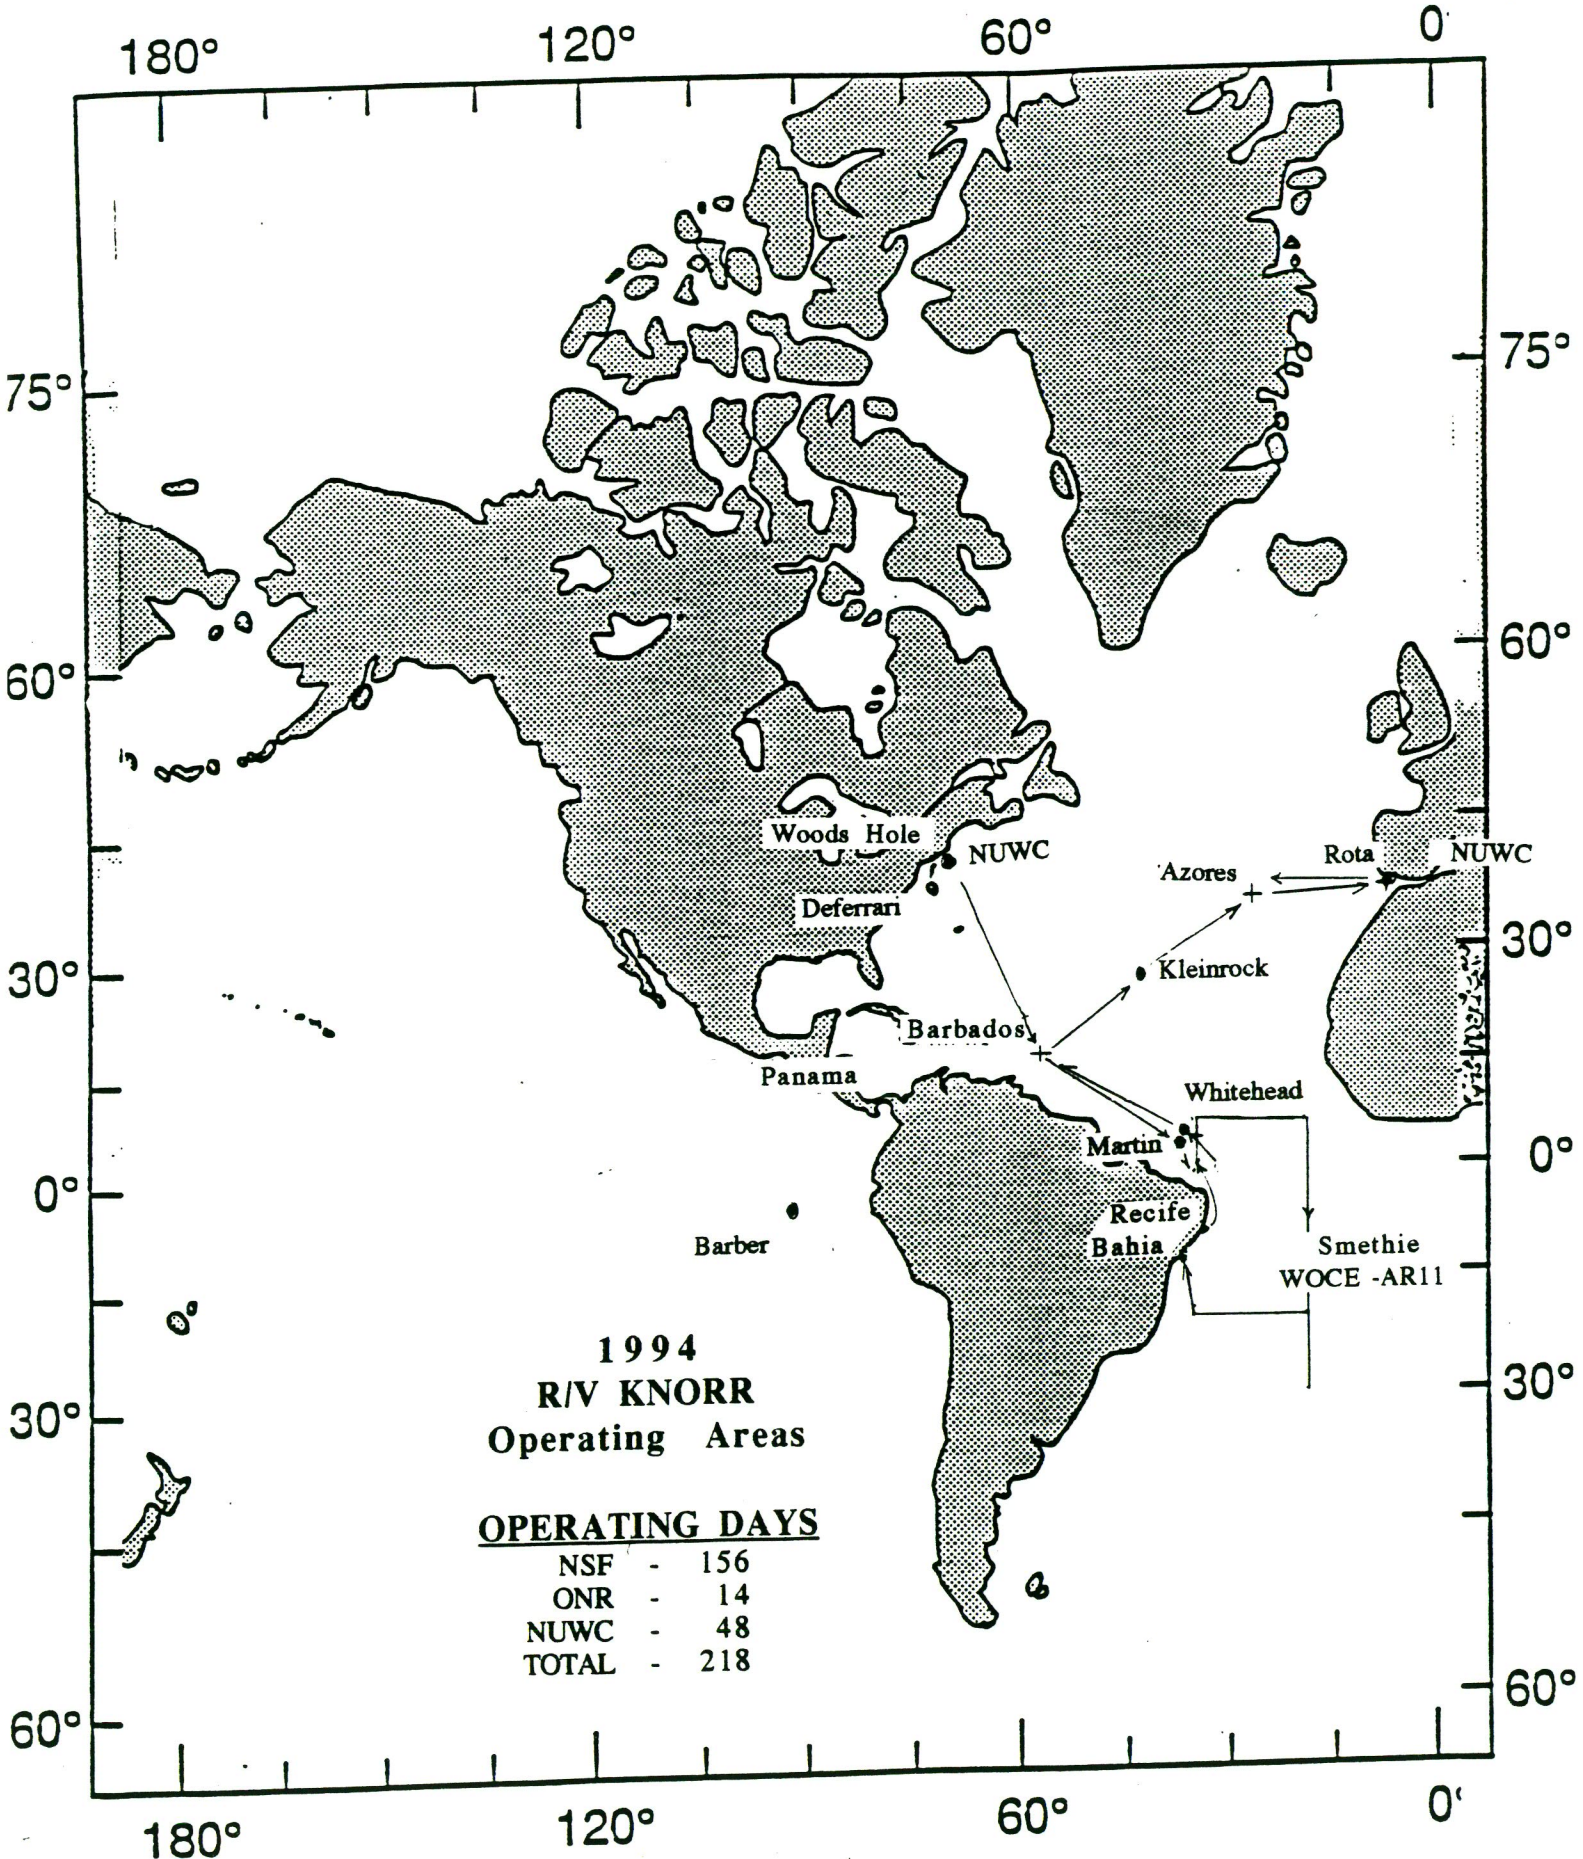 180° 120° 60° 0°
75° 75°
60° 60°
Woods Hole NUWC
Rota NUWC
Azores
Deferrari
30° 30°
Kleinrock
Barbados
Panama
Whitehead
Martin
0° 0°
Recife
Barber
Bahia
Smethie
WOCE -AR11
1994
R/V KNORR
Operating Areas
30° 30°
OPERATING DAYS
NSF - 156
ONR - 14
NUWC - 48
TOTAL - 218
60° 60°
180° 120° 60° 0°